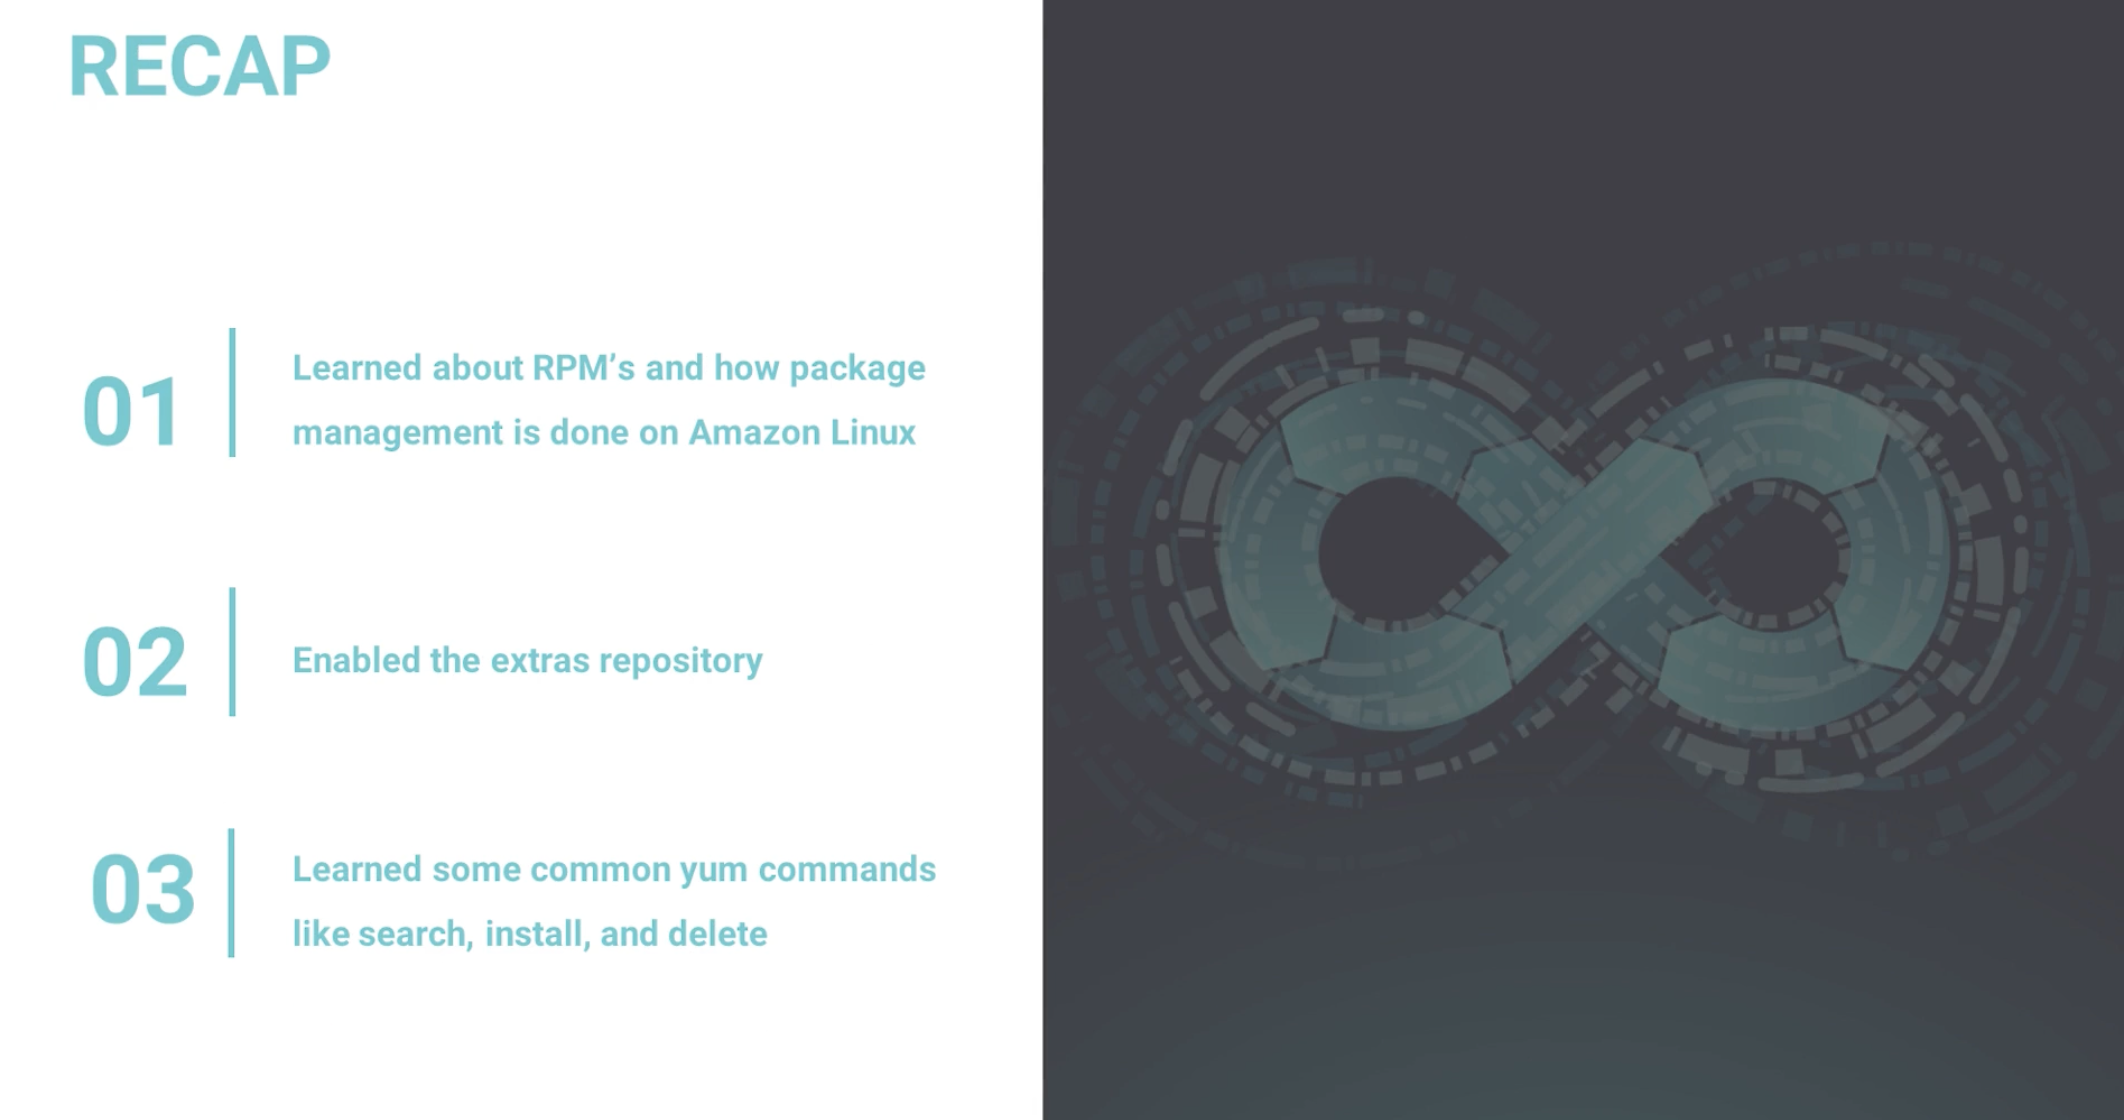 RECAP
01
Learned about RPM’s and how package
management is done on Amazon Linux
02
Enabled the extras repository
03
Learned some common yum commands
like search, install, and delete